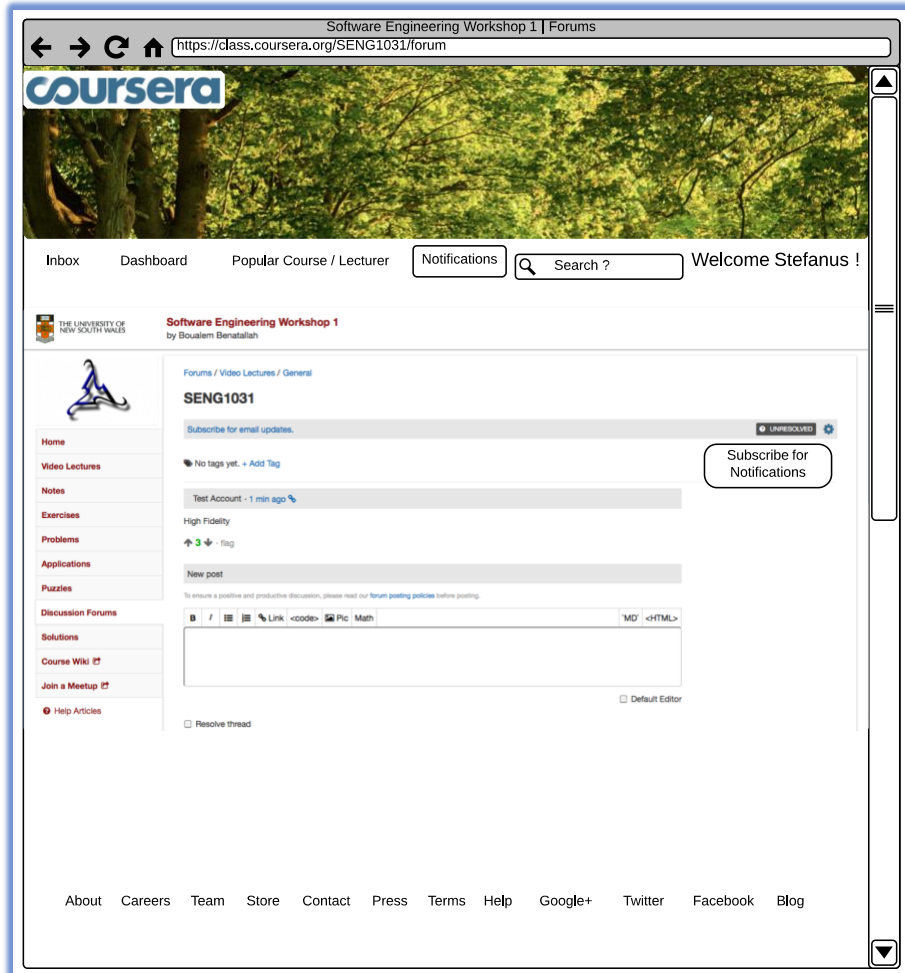 Software Engineering Workshop 1 | Forums
https://class.coursera.org/SENG1031/forum
coursera
Inbox Dashboard Popular Course / Lecturer Notifications Search ? Welcome Stefanus !
THE UNIVERSITY OF
NEW SOUTH WALES
Software Engineering Workshop 1
by Boualem Benatallah
Forums / Video Lectures / General
SENG1031
Subscribe for email updates. UNRESOLVED
Subscribe for
Notifications
No tags yet. + Add Tag
Test Account - 1 min ago
High Fidelity
3 · flag
New post
To ensure a positive and productive discussion, please read our forum posting policies before posting.
B I Link <code> Pic Math 'MD' <HTML>
Default Editor
Resolve thread
Home
Video Lectures
Notes
Exercises
Problems
Applications
Puzzles
Discussion Forums
Solutions
Course Wiki
Join a Meetup
Help Articles
About Careers Team Store Contact Press Terms Help Google+ Twitter Facebook Blog